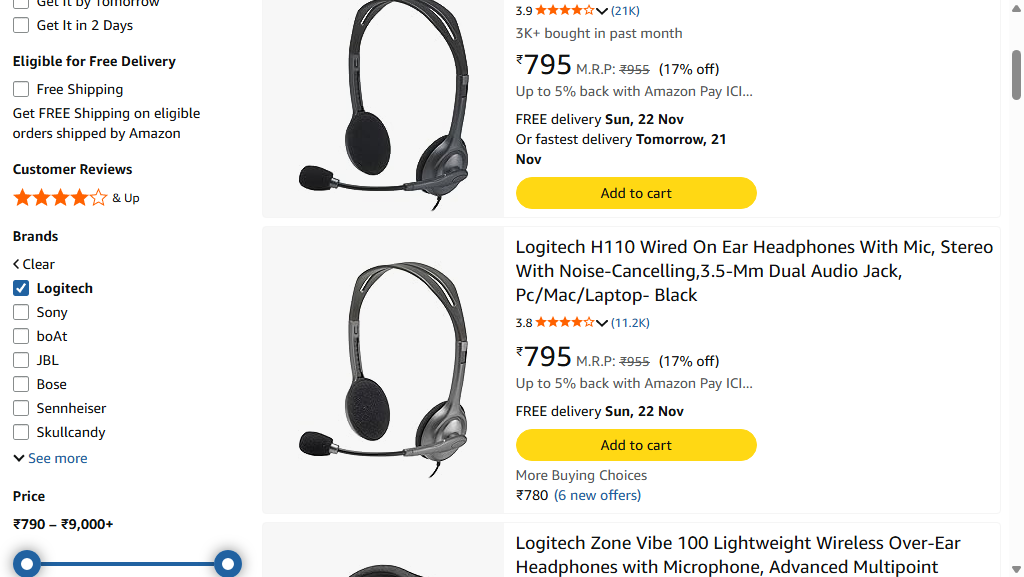 Get It by Tomorrow
Get It in 2 Days
Eligible for Free Delivery
Free Shipping
Get FREE Shipping on eligible
orders shipped by Amazon
Customer Reviews
& Up
Brands
Clear
Logitech
Sony
boAt
JBL
Bose
Sennheiser
Skullcandy
See more
Price
₹790 – ₹9,000+
3.9 (21K)
3K+ bought in past month
₹795 M.R.P: ₹955 (17% off)
Up to 5% back with Amazon Pay ICI...
FREE delivery Sun, 22 Nov
Or fastest delivery Tomorrow, 21
Nov
Add to cart
Logitech H110 Wired On Ear Headphones With Mic, Stereo
With Noise-Cancelling,3.5-Mm Dual Audio Jack,
Pc/Mac/Laptop- Black
3.8 (11.2K)
₹795 M.R.P: ₹955 (17% off)
Up to 5% back with Amazon Pay ICI...
FREE delivery Sun, 22 Nov
Add to cart
More Buying Choices
₹780 (6 new offers)
Logitech Zone Vibe 100 Lightweight Wireless Over-Ear
Headphones with Microphone, Advanced Multipoint